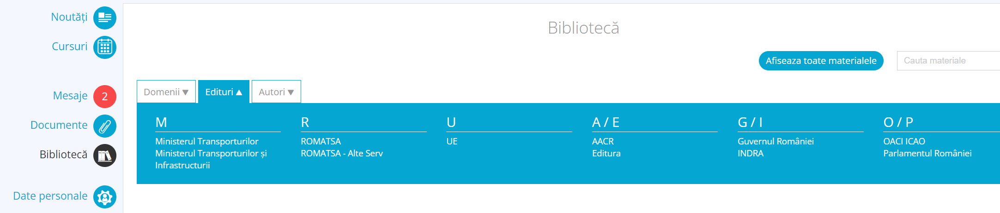 Noutăți
Cursuri
Mesaje 2
Documente
Bibliotecă
Date personale
Bibliotecă
Afiseaza toate materialele
Cauta materiale
Domenii ▼
Edituri ▲
Autori ▼
M
Ministerul Transporturilor
Ministerul Transporturilor și
Infrastructurii
R
ROMATSA
ROMATSA - Alte Serv
U
UE
A / E
AACR
Editura
G / I
Guvernul României
INDRA
O / P
OACI ICAO
Parlamentul României